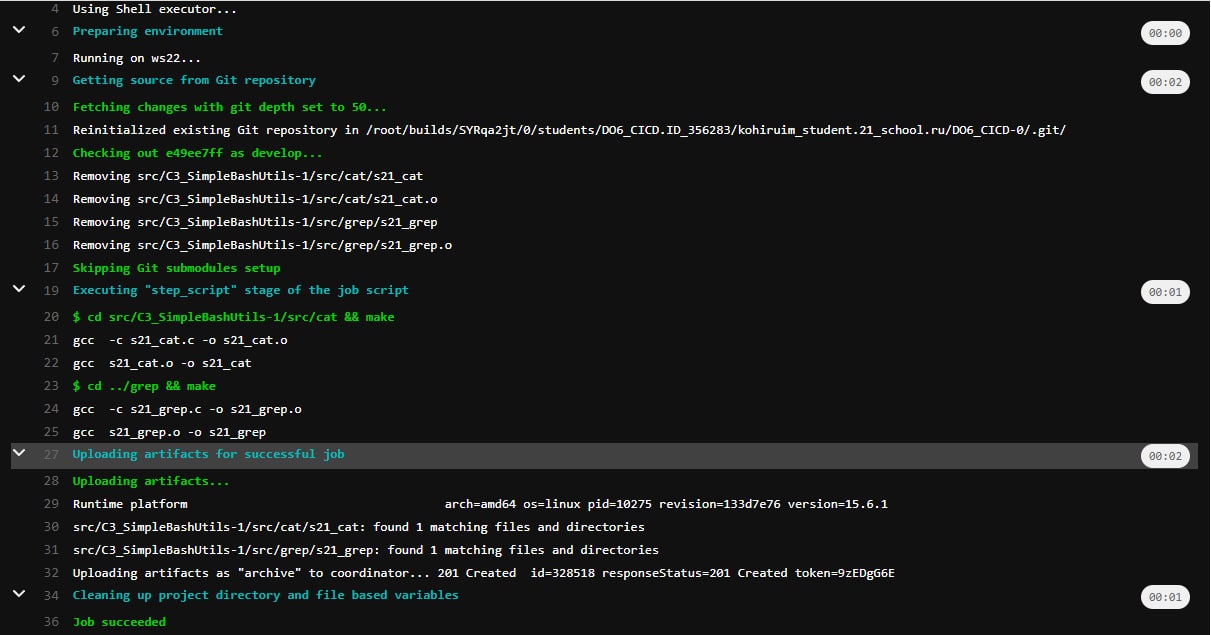 4 Using Shell executor...
6 Preparing environment 00:00
7 Running on ws22...
9 Getting source from Git repository 00:02
10 Fetching changes with git depth set to 50...
11 Reinitialized existing Git repository in /root/builds/SYRqa2jt/0/students/DO6_CICD.ID_356283/kohiruim_student.21_school.ru/DO6_CICD-0/.git/
12 Checking out e49ee7ff as develop...
13 Removing src/C3_SimpleBashUtils-1/src/cat/s21_cat
14 Removing src/C3_SimpleBashUtils-1/src/cat/s21_cat.o
15 Removing src/C3_SimpleBashUtils-1/src/grep/s21_grep
16 Removing src/C3_SimpleBashUtils-1/src/grep/s21_grep.o
17 Skipping Git submodules setup
19 Executing "step_script" stage of the job script 00:01
20 $ cd src/C3_SimpleBashUtils-1/src/cat && make
21 gcc  -c s21_cat.c -o s21_cat.o
22 gcc  s21_cat.o -o s21_cat
23 $ cd ../grep && make
24 gcc  -c s21_grep.c -o s21_grep.o
25 gcc  s21_grep.o -o s21_grep
27 Uploading artifacts for successful job 00:02
28 Uploading artifacts...
29 Runtime platform                                    arch=amd64 os=linux pid=10275 revision=133d7e76 version=15.6.1
30 src/C3_SimpleBashUtils-1/src/cat/s21_cat: found 1 matching files and directories
31 src/C3_SimpleBashUtils-1/src/grep/s21_grep: found 1 matching files and directories
32 Uploading artifacts as "archive" to coordinator... 201 Created  id=328518 responseStatus=201 Created token=9zEDgG6E
34 Cleaning up project directory and file based variables 00:01
36 Job succeeded